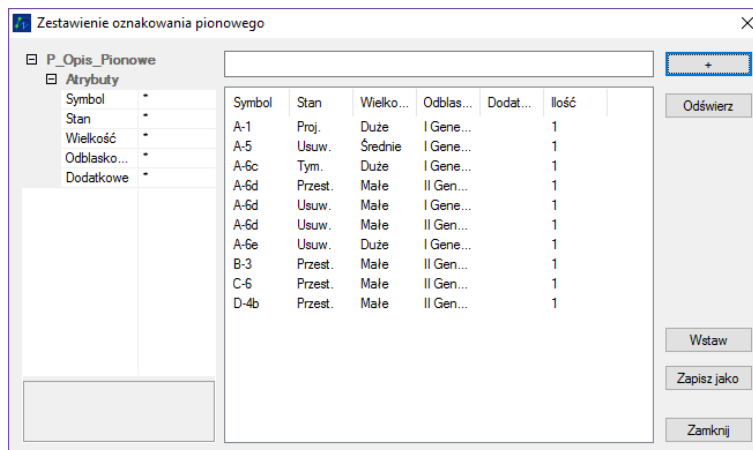 Zestawienie oznakowania pionowego
P_Opis_Pionowe
Atrybuty
Symbol *
Stan *
Wielkość *
Odblasko... *
Dodatkowe *
Symbol Stan Wielko... Odblas... Dodat... Ilość
A-1 Proj. Duże I Gene... 1
A-5 Usuw. Średnie I Gene... 1
A-6c Tym. Duże I Gene... 1
A-6d Przest. Małe II Gen... 1
A-6d Usuw. Małe I Gene... 1
A-6d Usuw. Małe II Gen... 1
A-6e Usuw. Duże I Gene... 1
B-3 Przest. Małe II Gen... 1
C-6 Przest. Małe II Gen... 1
D-4b Przest. Małe II Gen... 1
+
Odświerz
Wstaw
Zapisz jako
Zamknij